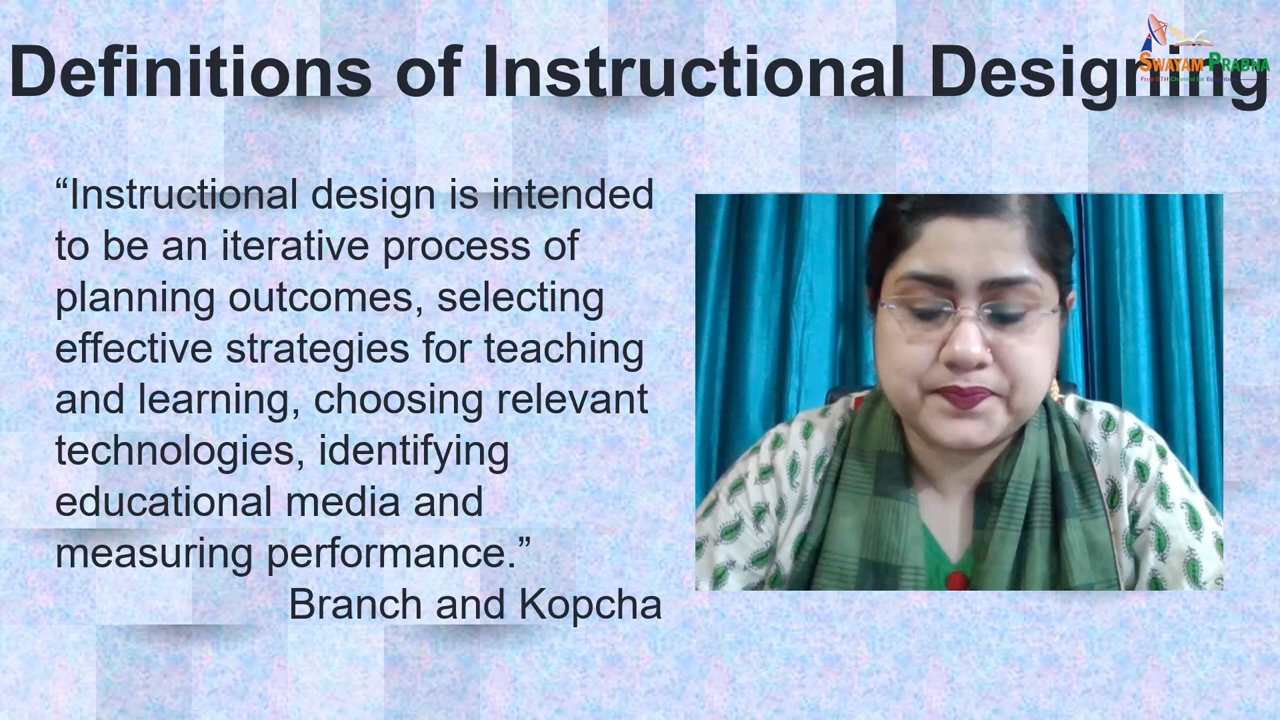 Definitions of Instructional Designing
SWAYAM PRABHA
“Instructional design is intended
to be an iterative process of
planning outcomes, selecting
effective strategies for teaching
and learning, choosing relevant
technologies, identifying
educational media and
measuring performance.”
Branch and Kopcha